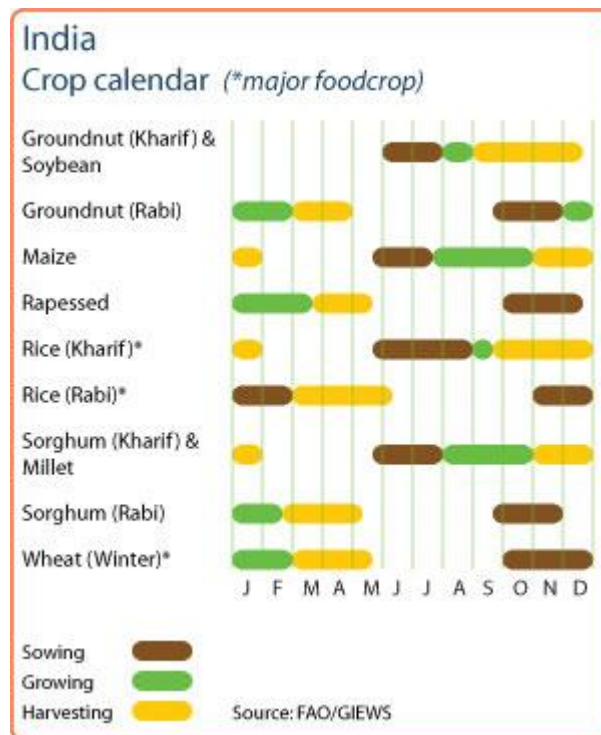 India
Crop calendar (*major foodcrop)
Groundnut (Kharif) &
Soybean
Groundnut (Rabi)
Maize
Rapessed
Rice (Kharif)*
Rice (Rabi)*
Sorghum (Kharif) &
Millet
Sorghum (Rabi)
Wheat (Winter)*
J F M A M J J A S O N D
Sowing
Growing
Harvesting
Source: FAO/GIEWS